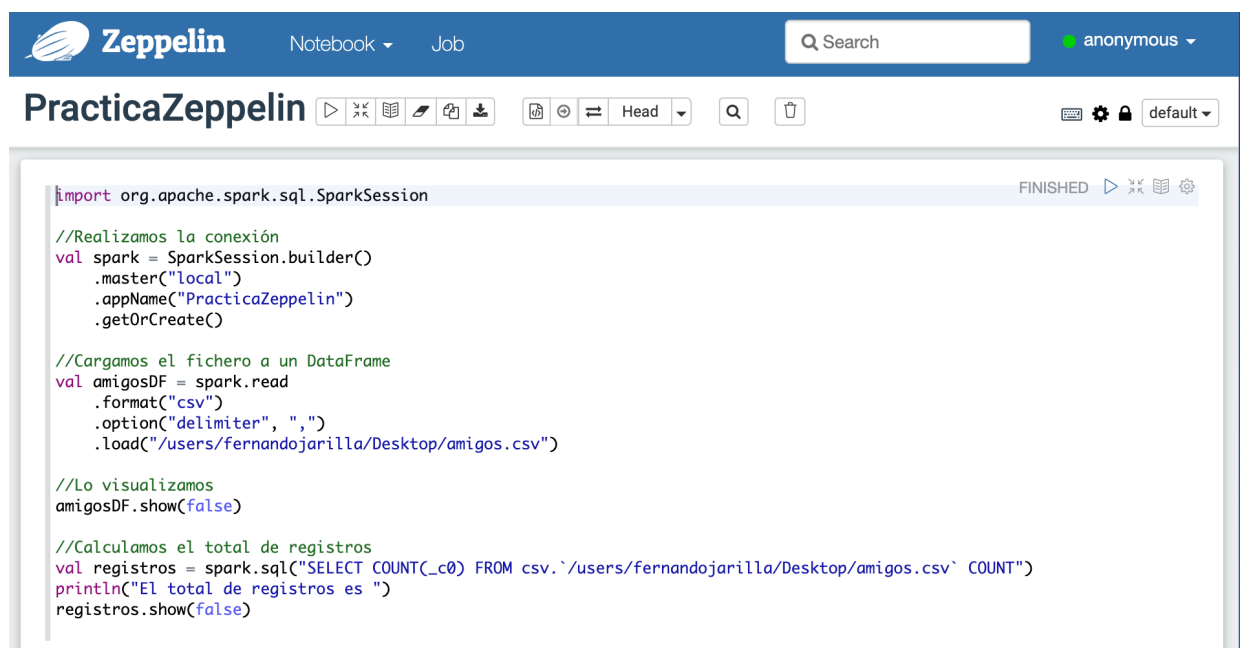 Zeppelin Notebook Job Search anonymous
PracticaZeppelin Head default
FINISHED
import org.apache.spark.sql.SparkSession
//Realizamos la conexión
val spark = SparkSession.builder()
.master("local")
.appName("PracticaZeppelin")
.getOrCreate()
//Cargamos el fichero a un DataFrame
val amigosDF = spark.read
.format("csv")
.option("delimiter", ",")
.load("/users/fernandojarilla/Desktop/amigos.csv")
//Lo visualizamos
amigosDF.show(false)
//Calculamos el total de registros
val registros = spark.sql("SELECT COUNT(_c0) FROM csv.`/users/fernandojarilla/Desktop/amigos.csv` COUNT")
println("El total de registros es ")
registros.show(false)